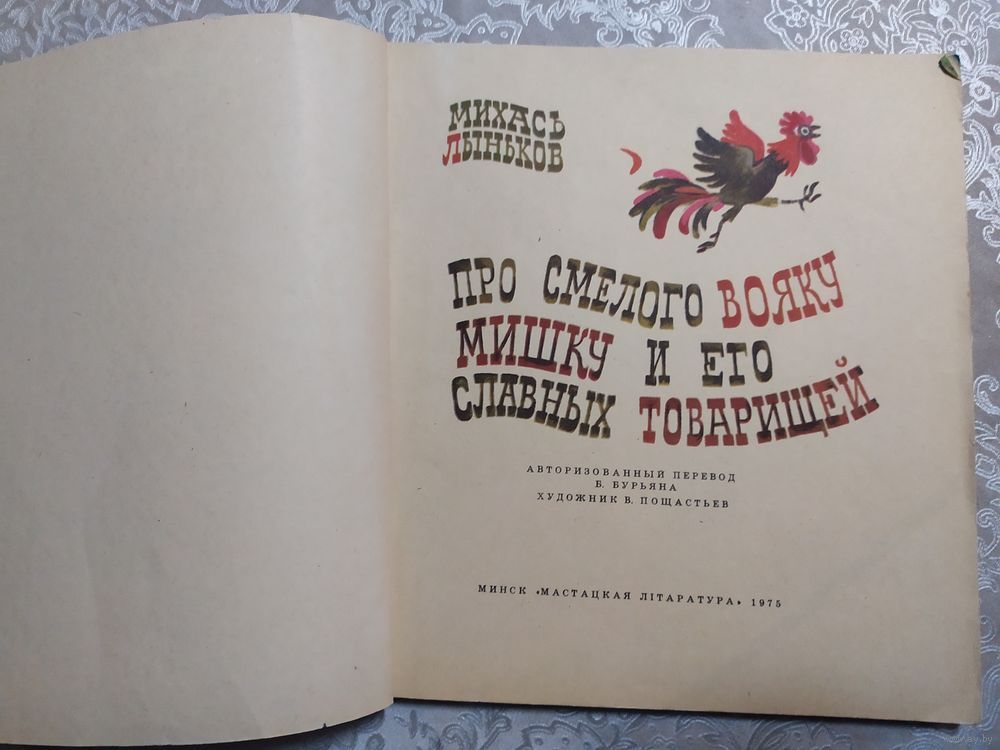 МИХАСЬ
ЛЫНЬКОВ
ПРО СМЕЛОГО ВОЯКУ
МИШКУ И ЕГО
СЛАВНЫХ ТОВАРИЩЕЙ
АВТОРИЗОВАННЫЙ ПЕРЕВОД
Б. БУРЬЯНА
ХУДОЖНИК В. ПОЩАСТЬЕВ
МИНСК «МАСТАЦКАЯ ЛІТАРАТУРА» 1975